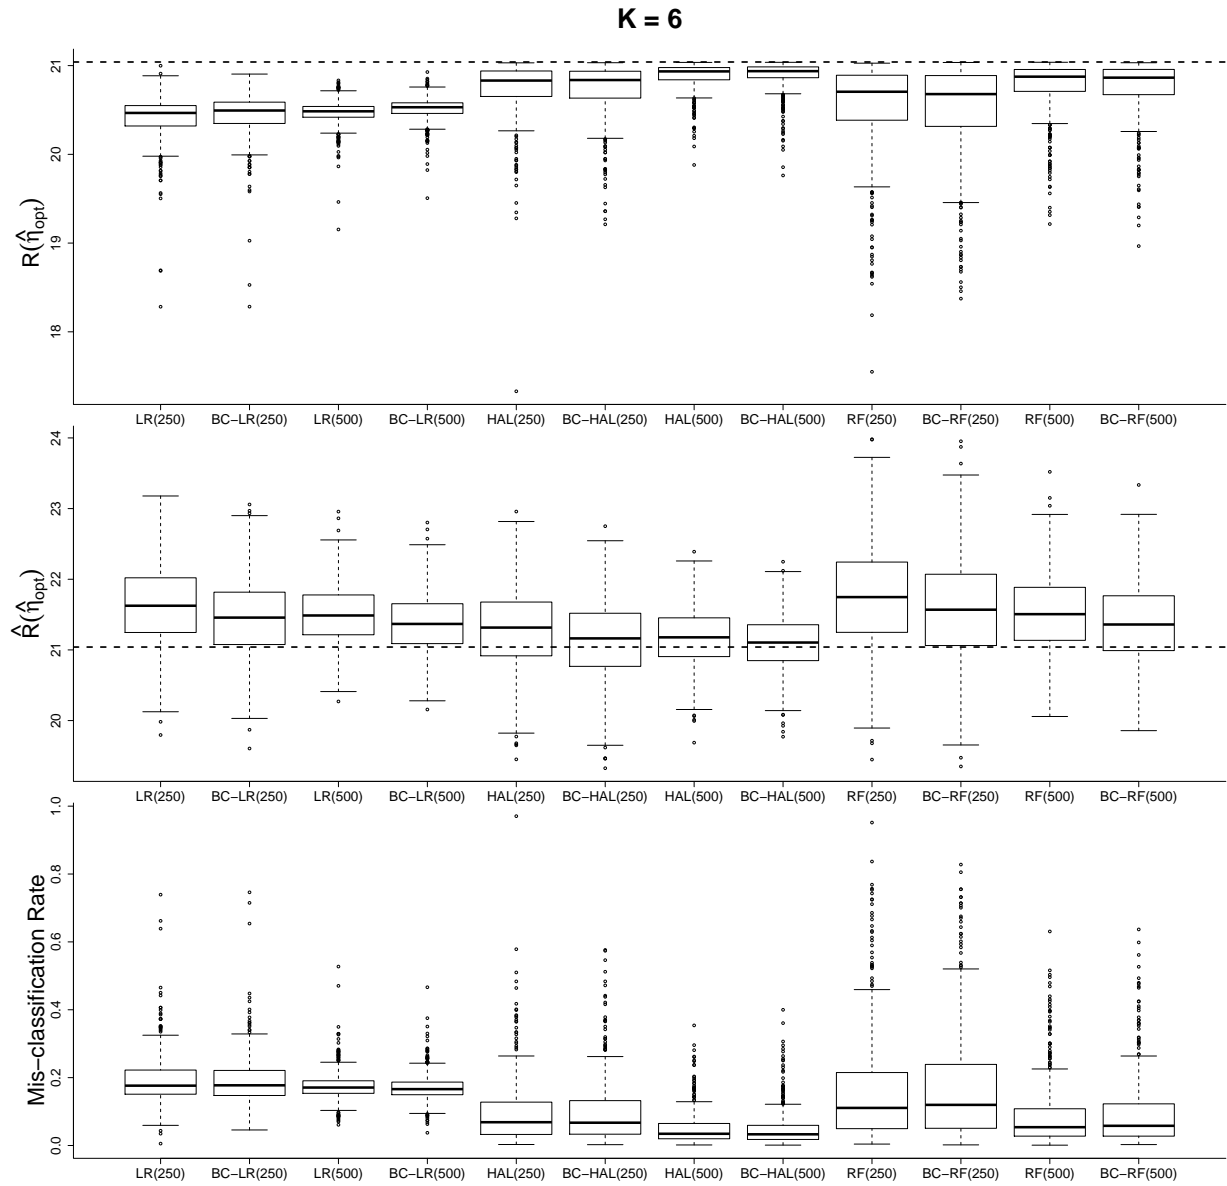 K = 6
R(η̂opt)
21
20
19
18
LR(250) BC−LR(250) LR(500) BC−LR(500) HAL(250) BC−HAL(250) HAL(500) BC−HAL(500) RF(250) BC−RF(250) RF(500) BC−RF(500)
R̂(η̂opt)
24
23
22
21
20
LR(250) BC−LR(250) LR(500) BC−LR(500) HAL(250) BC−HAL(250) HAL(500) BC−HAL(500) RF(250) BC−RF(250) RF(500) BC−RF(500)
Mis−classification Rate
1.0
0.8
0.6
0.4
0.2
0.0
LR(250) BC−LR(250) LR(500) BC−LR(500) HAL(250) BC−HAL(250) HAL(500) BC−HAL(500) RF(250) BC−RF(250) RF(500) BC−RF(500)